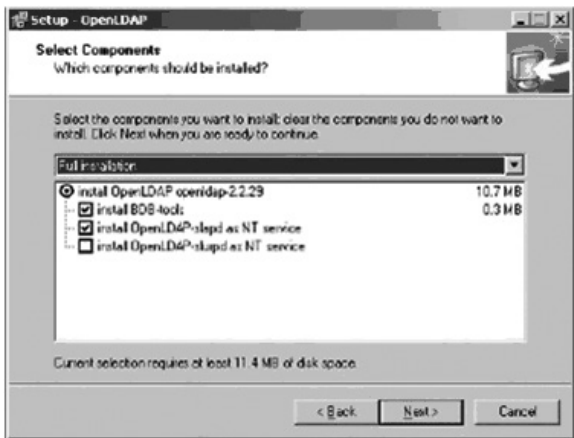 Setup - OpenLDAP
Select Components
Which components should be installed?
Select the components you want to install; clear the components you do not want to
install. Click Next when you are ready to continue.
Full installation
install OpenLDAP openldap-2.2.29 10.7 MB
install BDB-tools 0.3 MB
install OpenLDAP-slapd as NT service
install OpenLDAP-slurpd as NT service
Current selection requires at least 11.4 MB of disk space.
< Back Next > Cancel